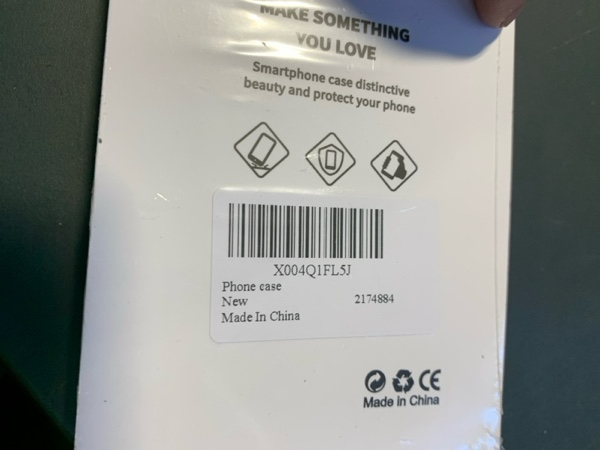 MAKE SOMETHING
YOU LOVE
Smartphone case distinctive
beauty and protect your phone
X004Q1FL5J
Phone case
New 2174884
Made In China
CE
Made in China